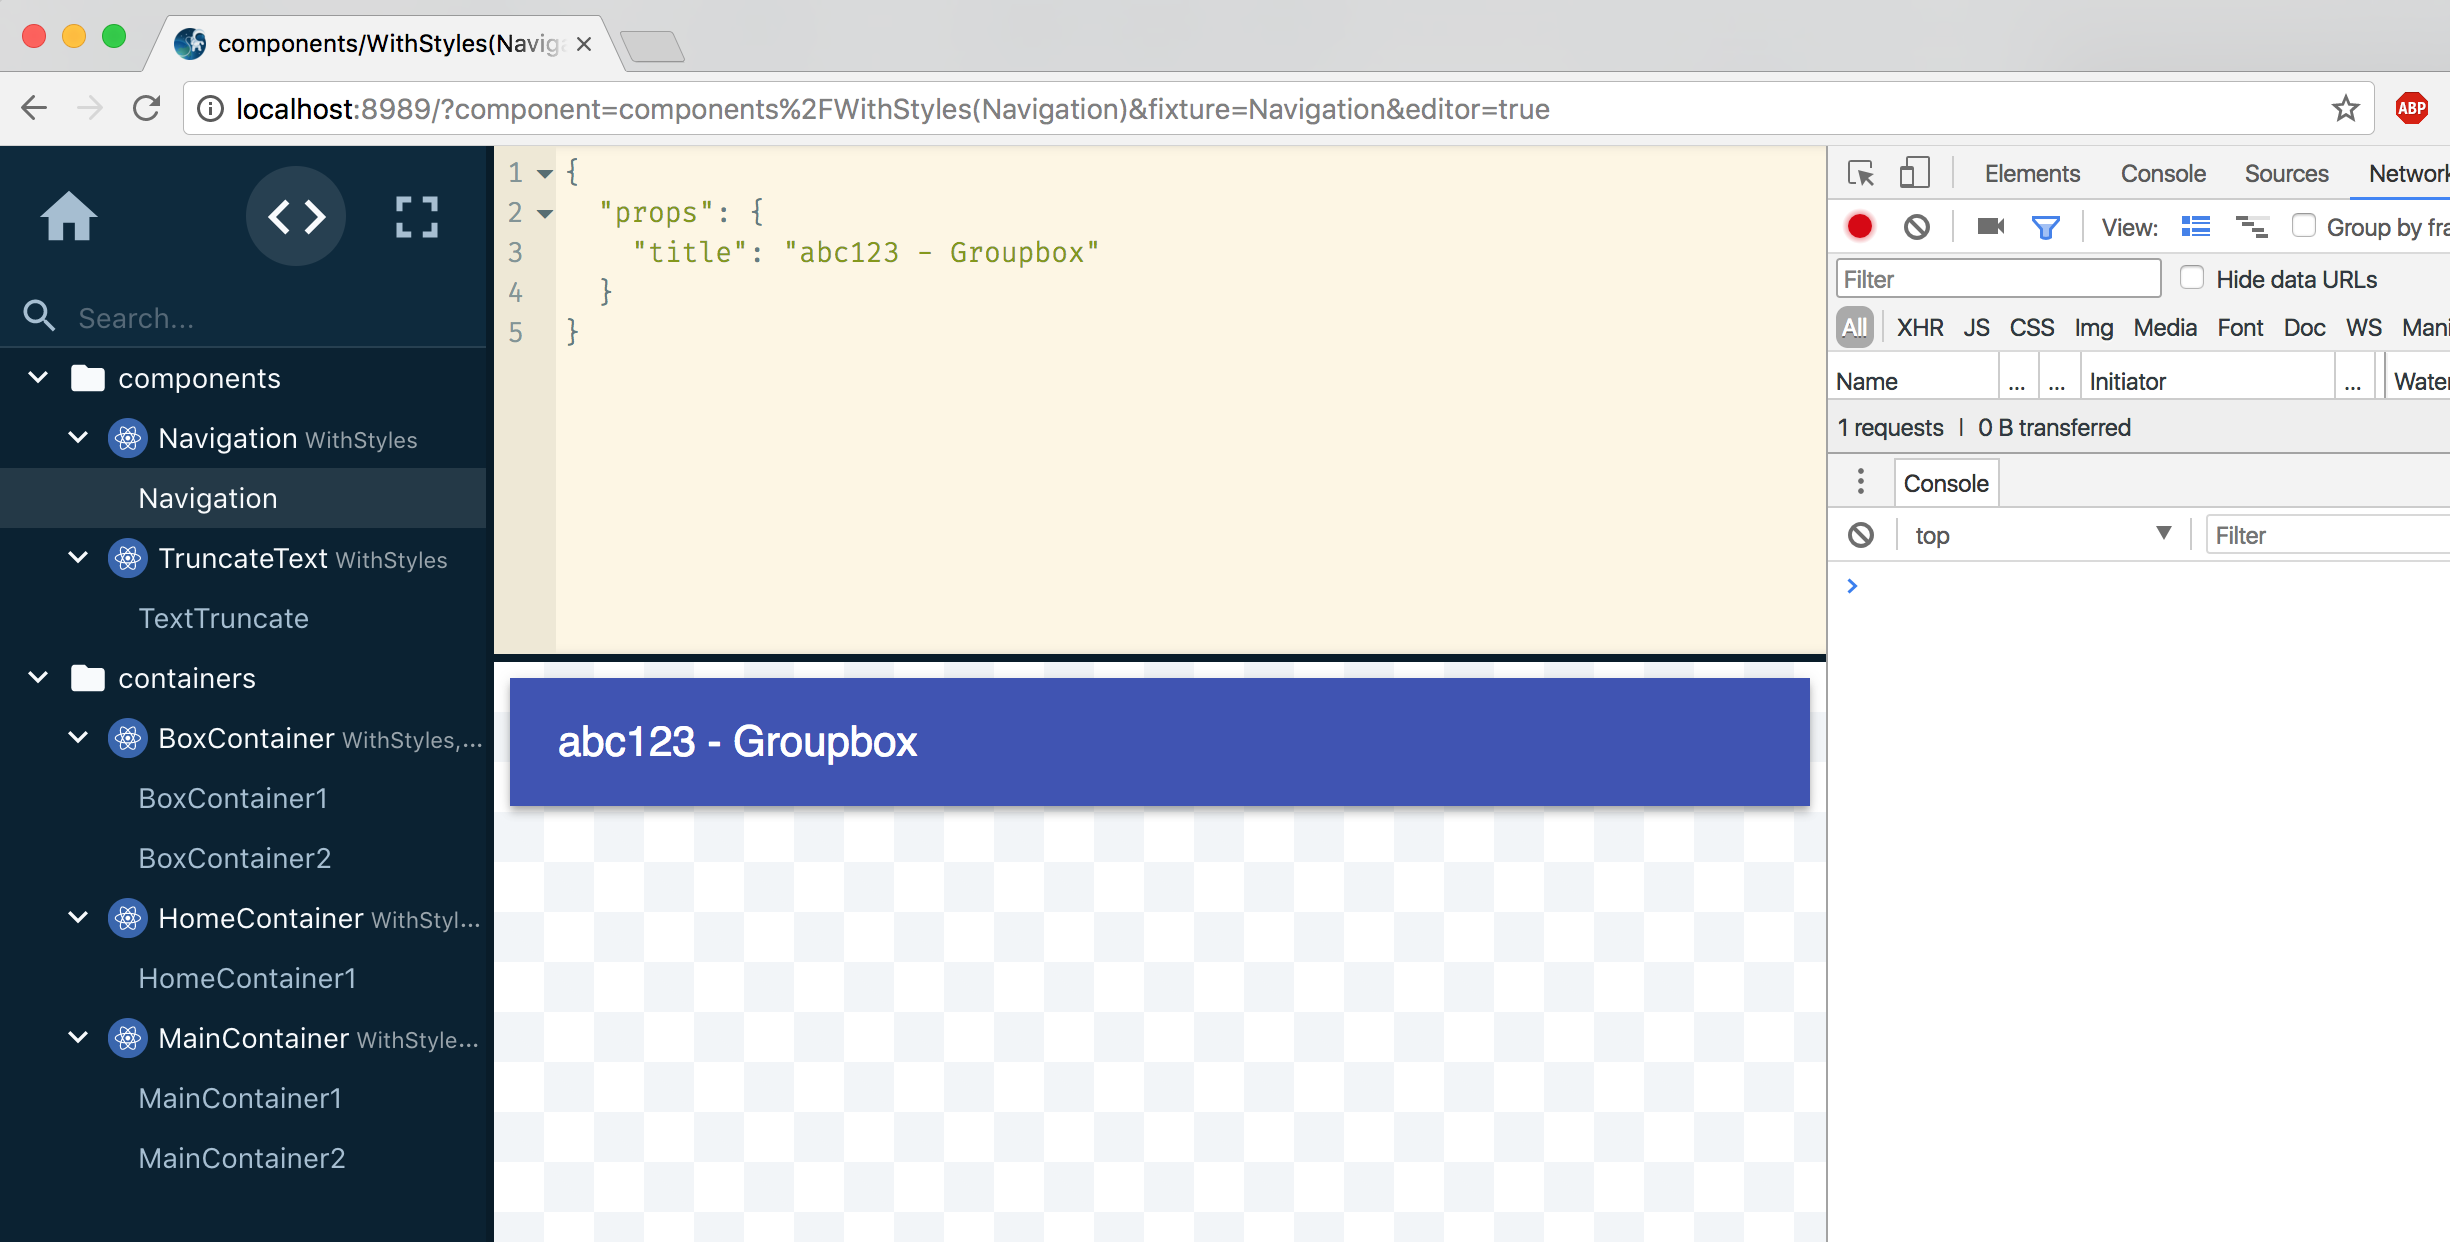 components/WithStyles(Naviga
localhost:8989/?component=components%2FWithStyles(Navigation)&fixture=Navigation&editor=true
ABP
Search...
components
Navigation WithStyles
Navigation
TruncateText WithStyles
TextTruncate
containers
BoxContainer WithStyles,...
BoxContainer1
BoxContainer2
HomeContainer WithStyl...
HomeContainer1
MainContainer WithStyle...
MainContainer1
MainContainer2
1 {
2 "props": {
3 "title": "abc123 - Groupbox"
4 }
5 }
abc123 - Groupbox
Elements Console Sources Network
View: Group by fra
Filter Hide data URLs
All XHR JS CSS Img Media Font Doc WS Mani
Name ... ... Initiator ... Water
1 requests | 0 B transferred
Console
top Filter